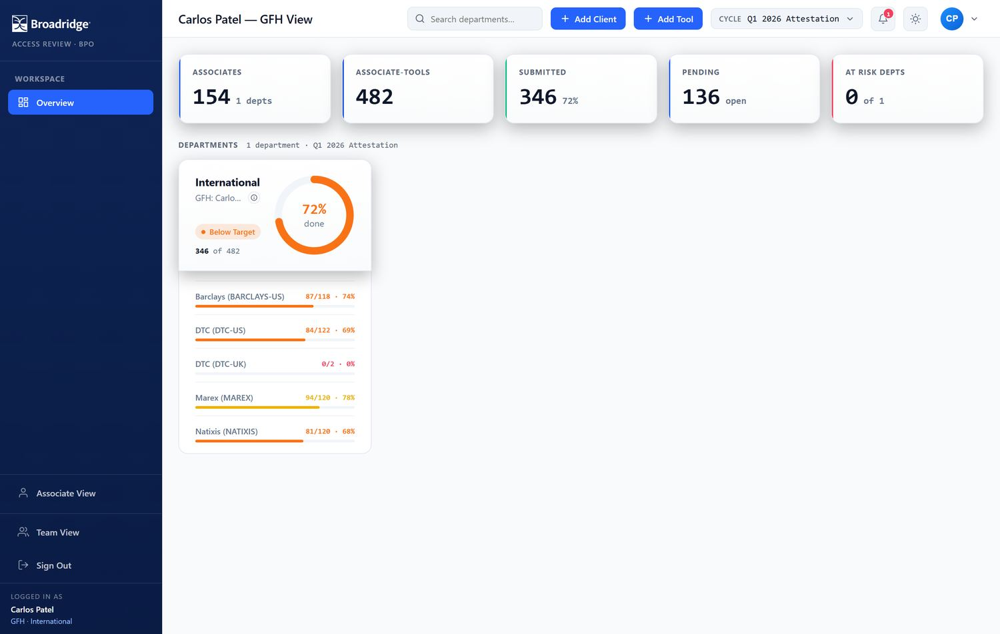 Broadridge
ACCESS REVIEW · BPO
WORKSPACE
Overview
Associate View
Team View
Sign Out
LOGGED IN AS
Carlos Patel
GFH · International
Carlos Patel — GFH View
Search departments...
Add Client
Add Tool
CYCLE Q1 2026 Attestation
1
CP
ASSOCIATES
154 1 depts
ASSOCIATE-TOOLS
482
SUBMITTED
346 72%
PENDING
136 open
AT RISK DEPTS
0 of 1
DEPARTMENTS 1 department · Q1 2026 Attestation
International
GFH: Carlo...
Below Target
346 of 482
72%
done
Barclays (BARCLAYS-US) 87/118 · 74%
DTC (DTC-US) 84/122 · 69%
DTC (DTC-UK) 0/2 · 0%
Marex (MAREX) 94/120 · 78%
Natixis (NATIXIS) 81/120 · 68%